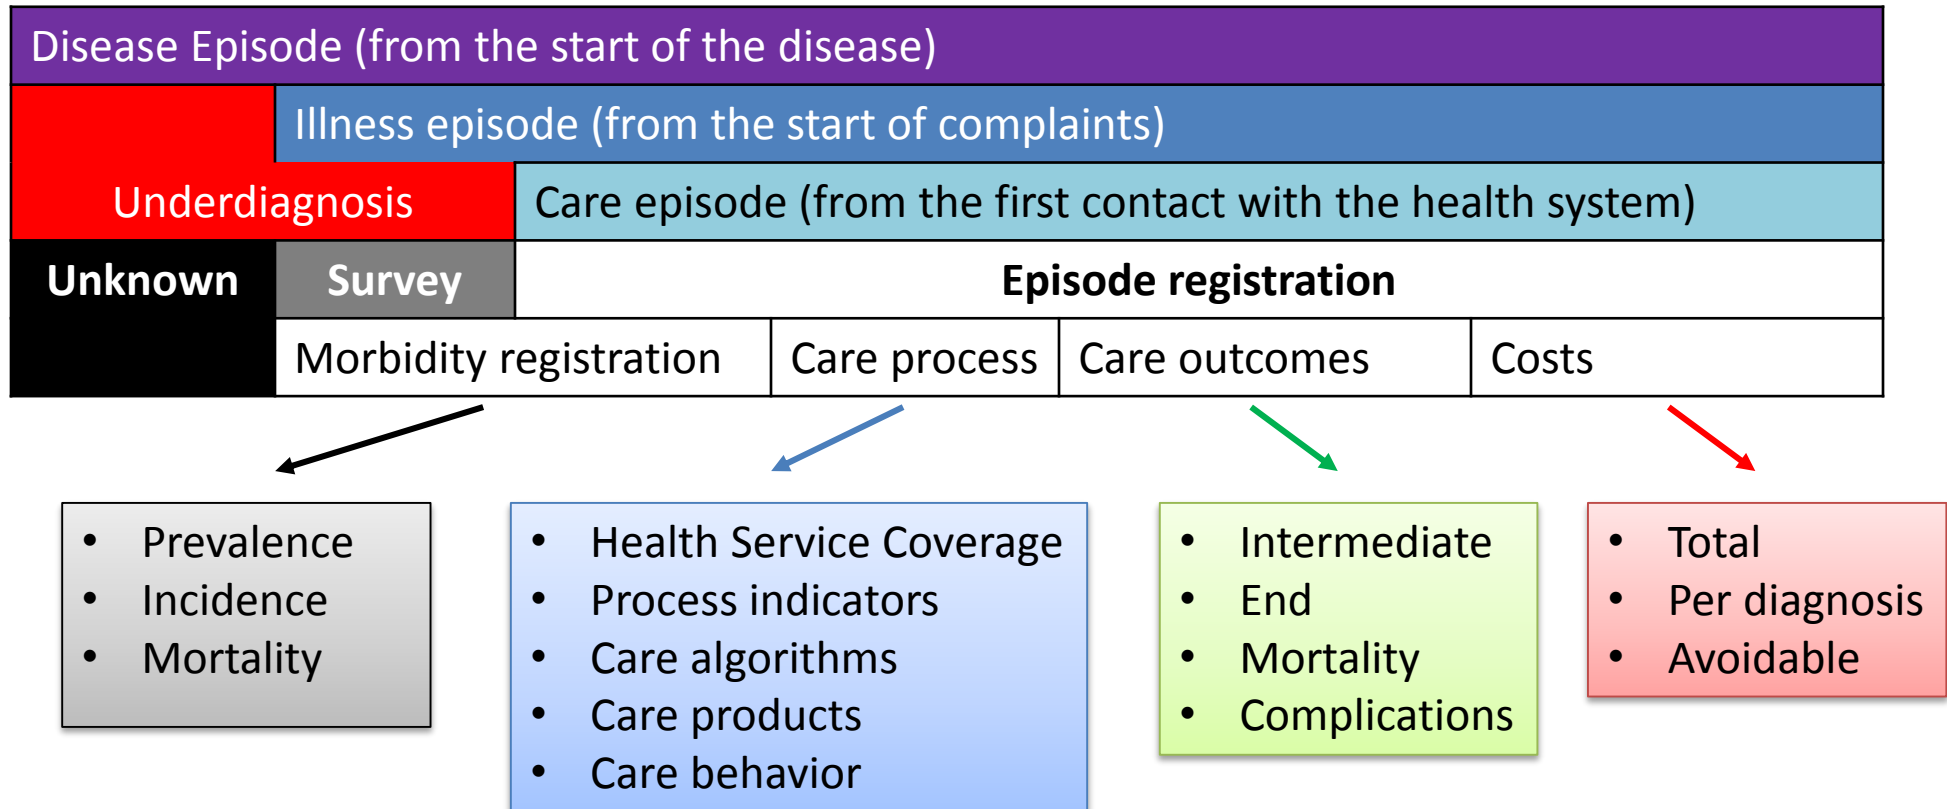 Disease Episode (from the start of the disease)
Illness episode (from the start of complaints)
Underdiagnosis
Care episode (from the first contact with the health system)
Unknown
Survey
Episode registration
Morbidity registration
Care process
Care outcomes
Costs
• Prevalence
• Incidence
• Mortality
• Health Service Coverage
• Process indicators
• Care algorithms
• Care products
• Care behavior
• Intermediate
• End
• Mortality
• Complications
• Total
• Per diagnosis
• Avoidable